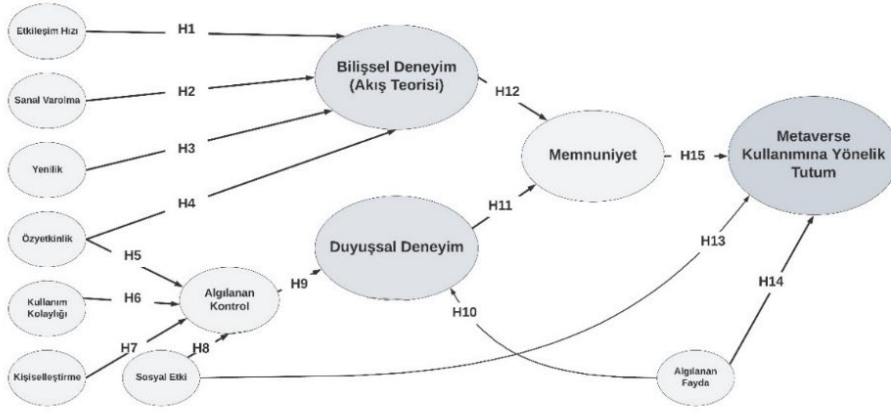 Etkileşim Hızı
H1
Bilişsel Deneyim
(Akış Teorisi)
Sanal Varolma
H2
H12
Yenilik
H3
Memnuniyet
H15
Metaverse
Kullanımına Yönelik
Tutum
H4
Özyetkinlik
H5
H11
Duyuşsal Deneyim
H13
Kullanım
Kolaylığı
H6
Algılanan
Kontrol
H9
H14
H10
Kişiselleştirme
H7
Sosyal Etki
H8
Algılanan
Fayda